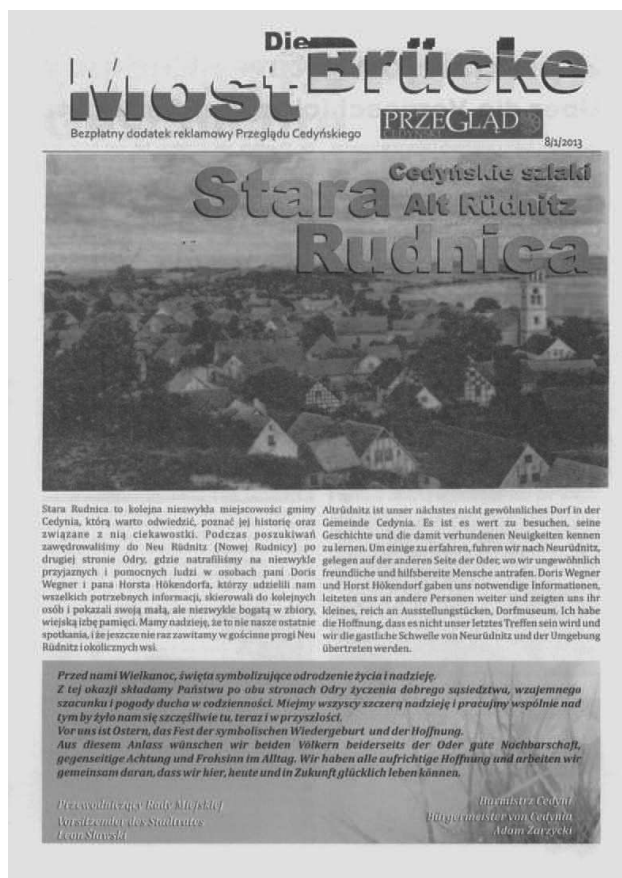 Die
Most Brücke
Bezpłatny dodatek reklamowy Przeglądu Cedyńskiego
PRZEGLĄD
CEDYŃSKI
8/1/2013
Cedyńskie szlaki
Stara Alt Rüdnitz
Rudnica
Stara Rudnica to kolejna niezwykła miejscowości gminy
Cedynia, którą warto odwiedzić, poznać jej historię oraz
związane z nią ciekawostki. Podczas poszukiwań
zawędrowaliśmy do Neu Rüdnitz (Nowej Rudnicy) po
drugiej stronie Odry, gdzie natrafiliśmy na niezwykle
przyjaznych i pomocnych ludzi w osobach pani Doris
Wegner i pana Horsta Hökendorfa, którzy udzielili nam
wszelkich potrzebnych informacji, skierowali do kolejnych
osób i pokazali swoją małą, ale niezwykle bogatą w zbiory,
wiejską izbę pamięci. Mamy nadzieję, że to nie nasze ostatnie
spotkania, i że jeszcze nie raz zawitamy w gościnne progi Neu
Rüdnitz i okolicznych wsi.
Altrüdnitz ist unser nächstes nicht gewöhnliches Dorf in der
Gemeinde Cedynia. Es ist es wert zu besuchen, seine
Geschichte und die damit verbundenen Neuigkeiten kennen
zu lernen. Um einige zu erfahren, fuhren wir nach Neurüdnitz,
gelegen auf der anderen Seite der Oder, wo wir ungewöhnlich
freundliche und hilfsbereite Mensche antrafen. Doris Wegner
und Horst Hökendorf gaben uns notwendige Informationen,
leiteten uns an andere Personen weiter und zeigten uns ihr
kleines, reich an Ausstellungstücken, Dorfmuseum. Ich habe
die Hoffnung, dass es nicht unser letztes Treffen sein wird und
wir die gastliche Schwelle von Neurüdnitz und der Umgebung
übertreten werden.
Przed nami Wielkanoc, święta symbolizujące odrodzenie życia i nadzieję.
Z tej okazji składamy Państwu po obu stronach Odry życzenia dobrego sąsiedztwa, wzajemnego
szacunku i pogody ducha w codzienności. Miejmy wszyscy szczerą nadzieję i pracujmy wspólnie nad
tym by żyło nam się szczęśliwie tu, teraz i w przyszłości.
Vor uns ist Ostern, das Fest der symbolischen Wiedergeburt und der Hoffnung.
Aus diesem Anlass wünschen wir beiden Völkern beiderseits der Oder gute Nachbarschaft,
gegenseitige Achtung und Frohsinn im Alltag. Wir haben alle aufrichtige Hoffnung und arbeiten wir
gemeinsam daran, dass wir hier, heute und in Zukunft glücklich leben können.
Przewodniczący Rady Miejskiej
Vorsitzender des Stadtrates
Leon Sławski
Burmistrz Cedyni
Bürgermeister von Cedynia
Adam Zarzycki